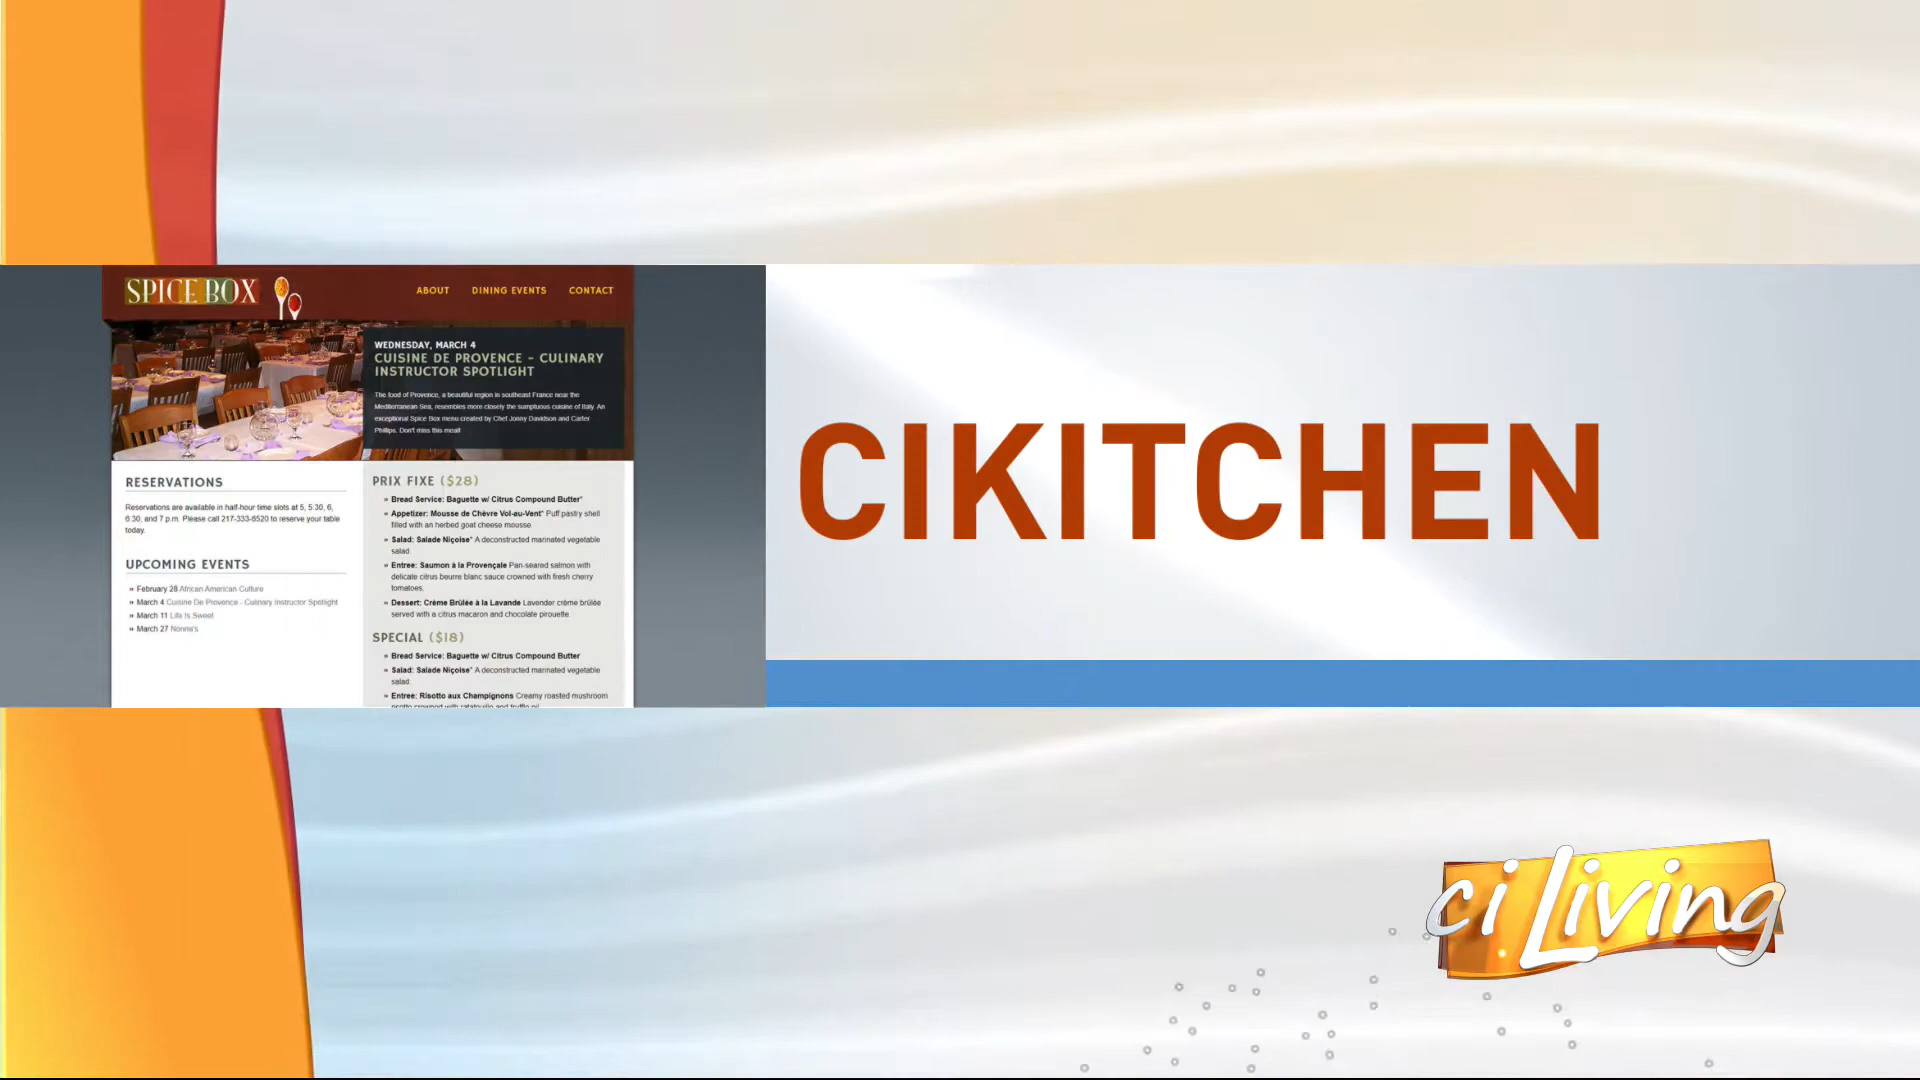 SPICE BOX
ABOUT DINING EVENTS CONTACT
WEDNESDAY, MARCH 4
CUISINE DE PROVENCE - CULINARY
INSTRUCTOR SPOTLIGHT
The food of Provence, a beautiful region in southeast France near the
Mediterranean Sea, resembles more closely the sumptuous cuisine of Italy. An
exceptional Spice Box menu created by Chef Jonny Davidson and Carter
Phillips. Don't miss this meal!
RESERVATIONS
Reservations are available in half-hour time slots at 5, 5:30, 6,
6:30, and 7 p.m. Please call 217-333-6520 to reserve your table
today.
UPCOMING EVENTS
» February 28 African American Culture
» March 4 Cuisine De Provence - Culinary Instructor Spotlight
» March 11 Life Is Sweet
» March 27 Nonna's
PRIX FIXE ($28)
» Bread Service: Baguette w/ Citrus Compound Butter*
» Appetizer: Mousse de Chèvre Vol-au-Vent* Puff pastry shell
filled with an herbed goat cheese mousse.
» Salad: Salade Niçoise* A deconstructed marinated vegetable
salad.
» Entree: Saumon à la Provençale Pan-seared salmon with
delicate citrus beurre blanc sauce crowned with fresh cherry
tomatoes.
» Dessert: Crème Brûlée à la Lavande Lavender crème brûlée
served with a citrus macaron and chocolate pirouette.
SPECIAL ($18)
» Bread Service: Baguette w/ Citrus Compound Butter
» Salad: Salade Niçoise* A deconstructed marinated vegetable
salad.
» Entree: Risotto aux Champignons Creamy roasted mushroom
risotto crowned with ratatouille and truffle oil.
CIKITCHEN
ci Living